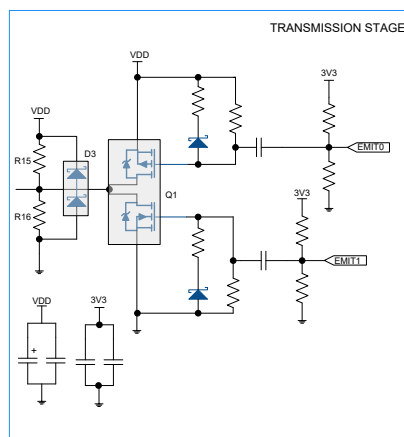 TRANSMISSION STAGE
VDD
3V3
VDD
D3
R15
EMIT0
Q1
3V3
R16
EMIT1
VDD
3V3
+